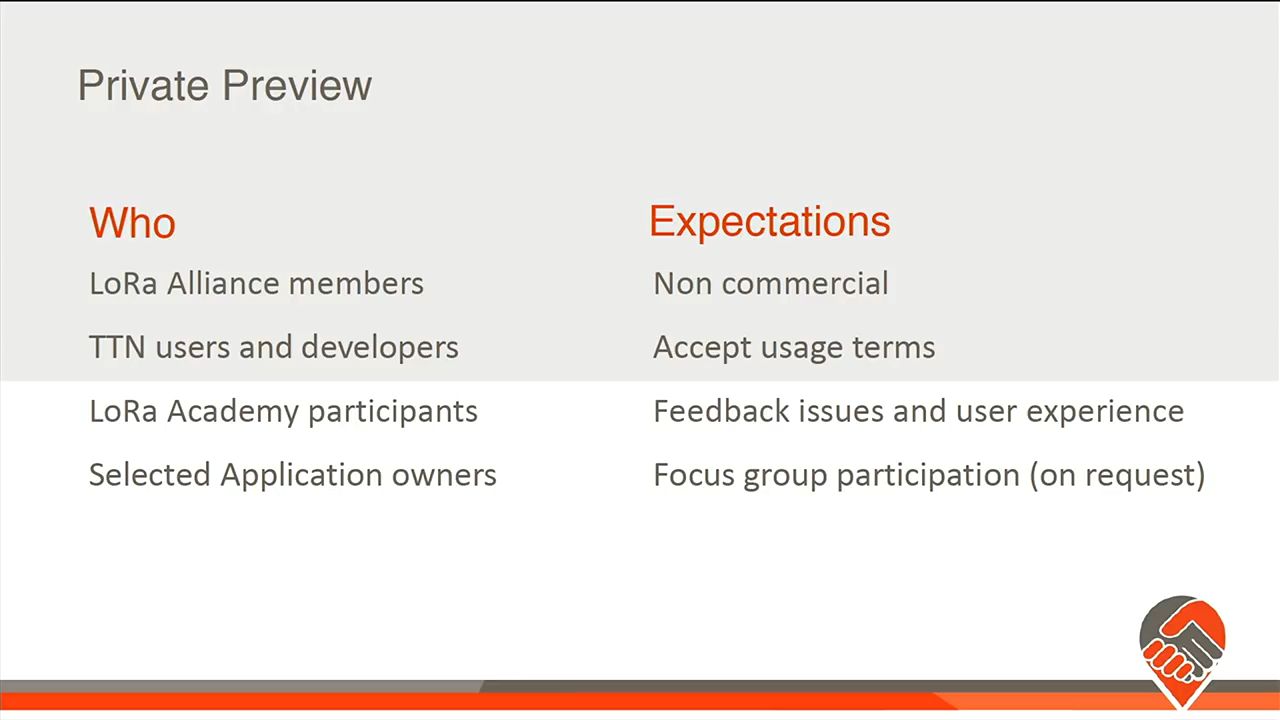 Private Preview
Who
LoRa Alliance members
TTN users and developers
LoRa Academy participants
Selected Application owners
Expectations
Non commercial
Accept usage terms
Feedback issues and user experience
Focus group participation (on request)